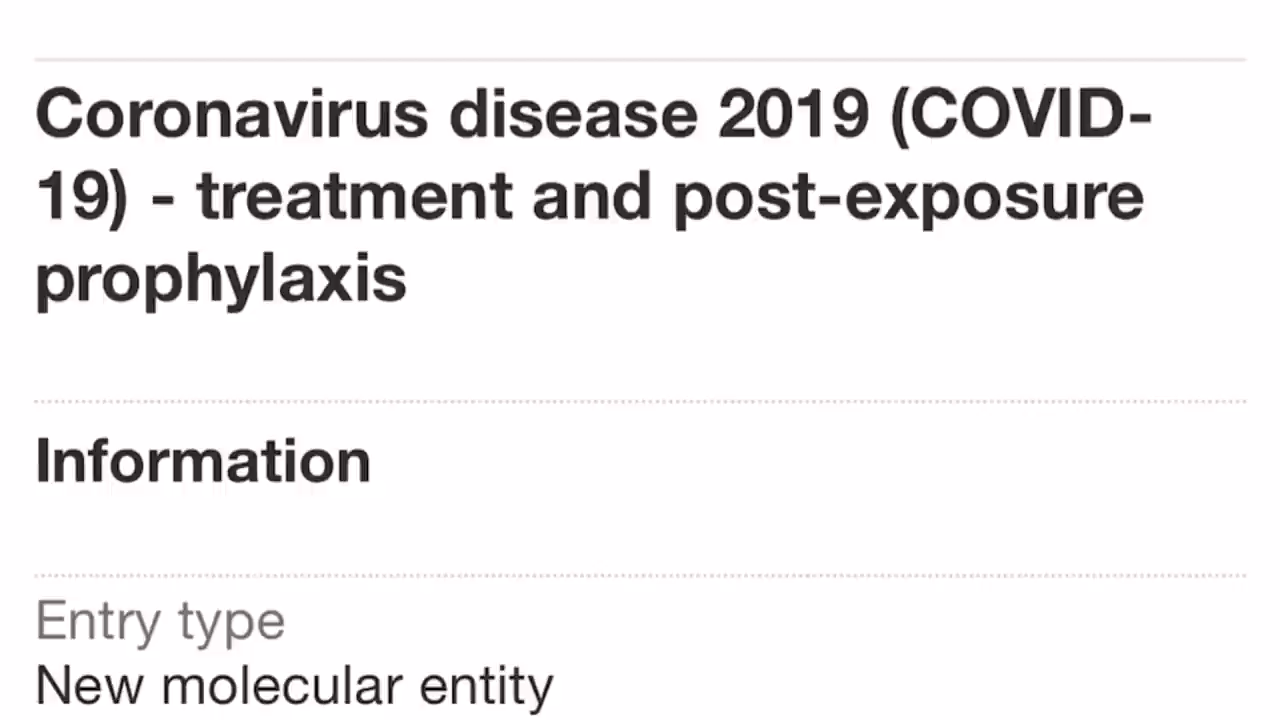 Coronavirus disease 2019 (COVID-
19) - treatment and post-exposure
prophylaxis
Information
Entry type
New molecular entity